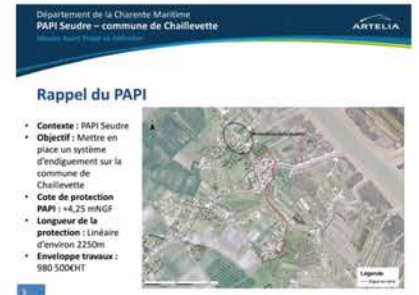 Département de la Charente Maritime
PAPI Seudre – commune de Chaillevette
ARTELIA
Rappel du PAPI
• Contexte : PAPI Seudre
• Objectif : Mettre en
place un système
d'endiguement sur la
commune de
Chaillevette
• Cote de protection
PAPI : +4,25 mNGF
• Longueur de la
protection : Linéaire
d'environ 2250m
• Enveloppe travaux :
980 500€HT
Légende